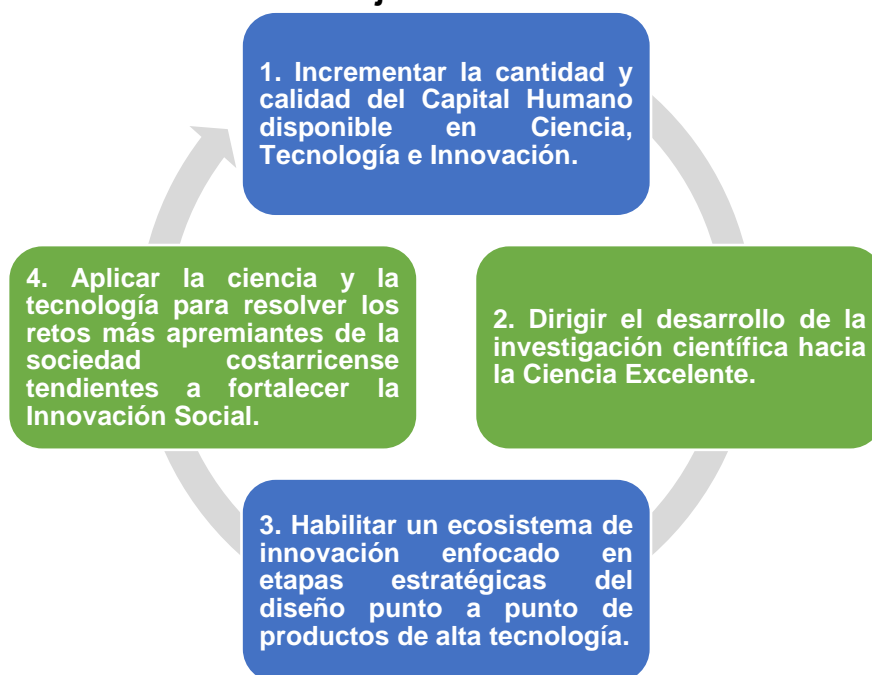 1. Incrementar la cantidad y
calidad del Capital Humano
disponible en Ciencia,
Tecnología e Innovación.
2. Dirigir el desarrollo de la
investigación científica hacia
la Ciencia Excelente.
3. Habilitar un ecosistema de
innovación enfocado en
etapas estratégicas del
diseño punto a punto de
productos de alta tecnología.
4. Aplicar la ciencia y la
tecnología para resolver los
retos más apremiantes de la
sociedad costarricense
tendientes a fortalecer la
Innovación Social.